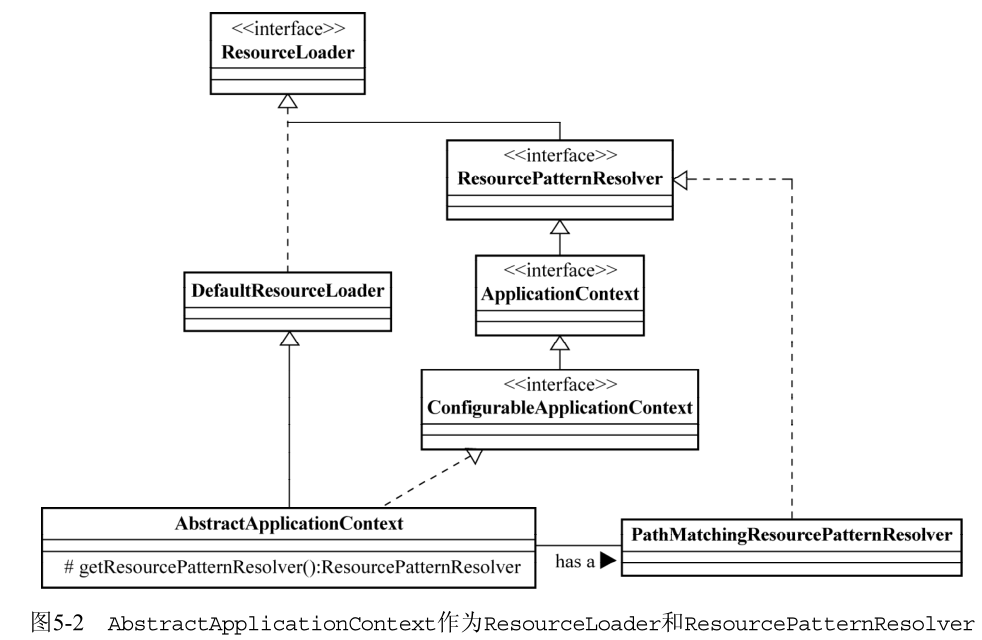 <<interface>>
ResourceLoader
<<interface>>
ResourcePatternResolver
DefaultResourceLoader
<<interface>>
ApplicationContext
<<interface>>
ConfigurableApplicationContext
AbstractApplicationContext
# getResourcePatternResolver():ResourcePatternResolver
has a
PathMatchingResourcePatternResolver
图5-2 AbstractApplicationContext作为ResourceLoader和ResourcePatternResolver